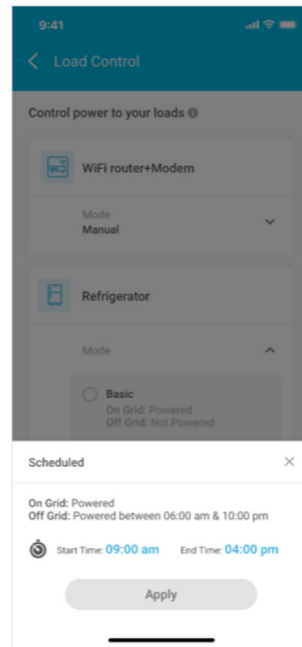 9:41
Load Control
Control power to your loads
WiFi router+Modem
Mode
Manual
Refrigerator
Mode
Basic
On Grid: Powered
Off Grid: Not Powered
Scheduled
On Grid: Powered
Off Grid: Powered between 06:00 am & 10:00 pm
Start Time: 09:00 am End Time: 04:00 pm
Apply